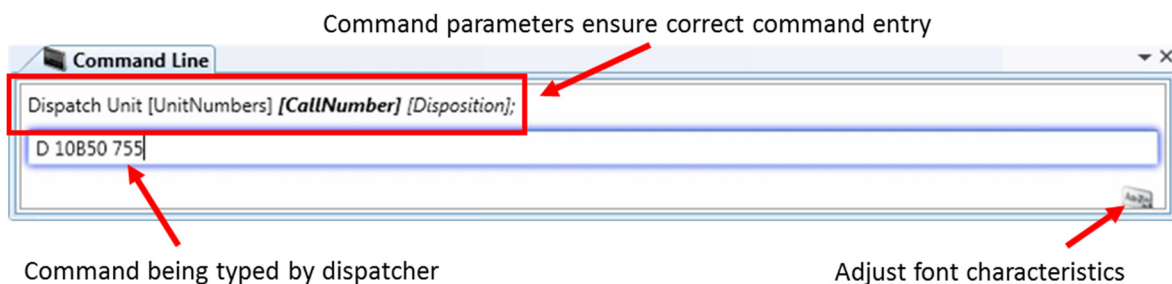 Command parameters ensure correct command entry
Command Line
Dispatch Unit [UnitNumbers] [CallNumber] [Disposition];
D 10B50 755
Command being typed by dispatcher
Adjust font characteristics